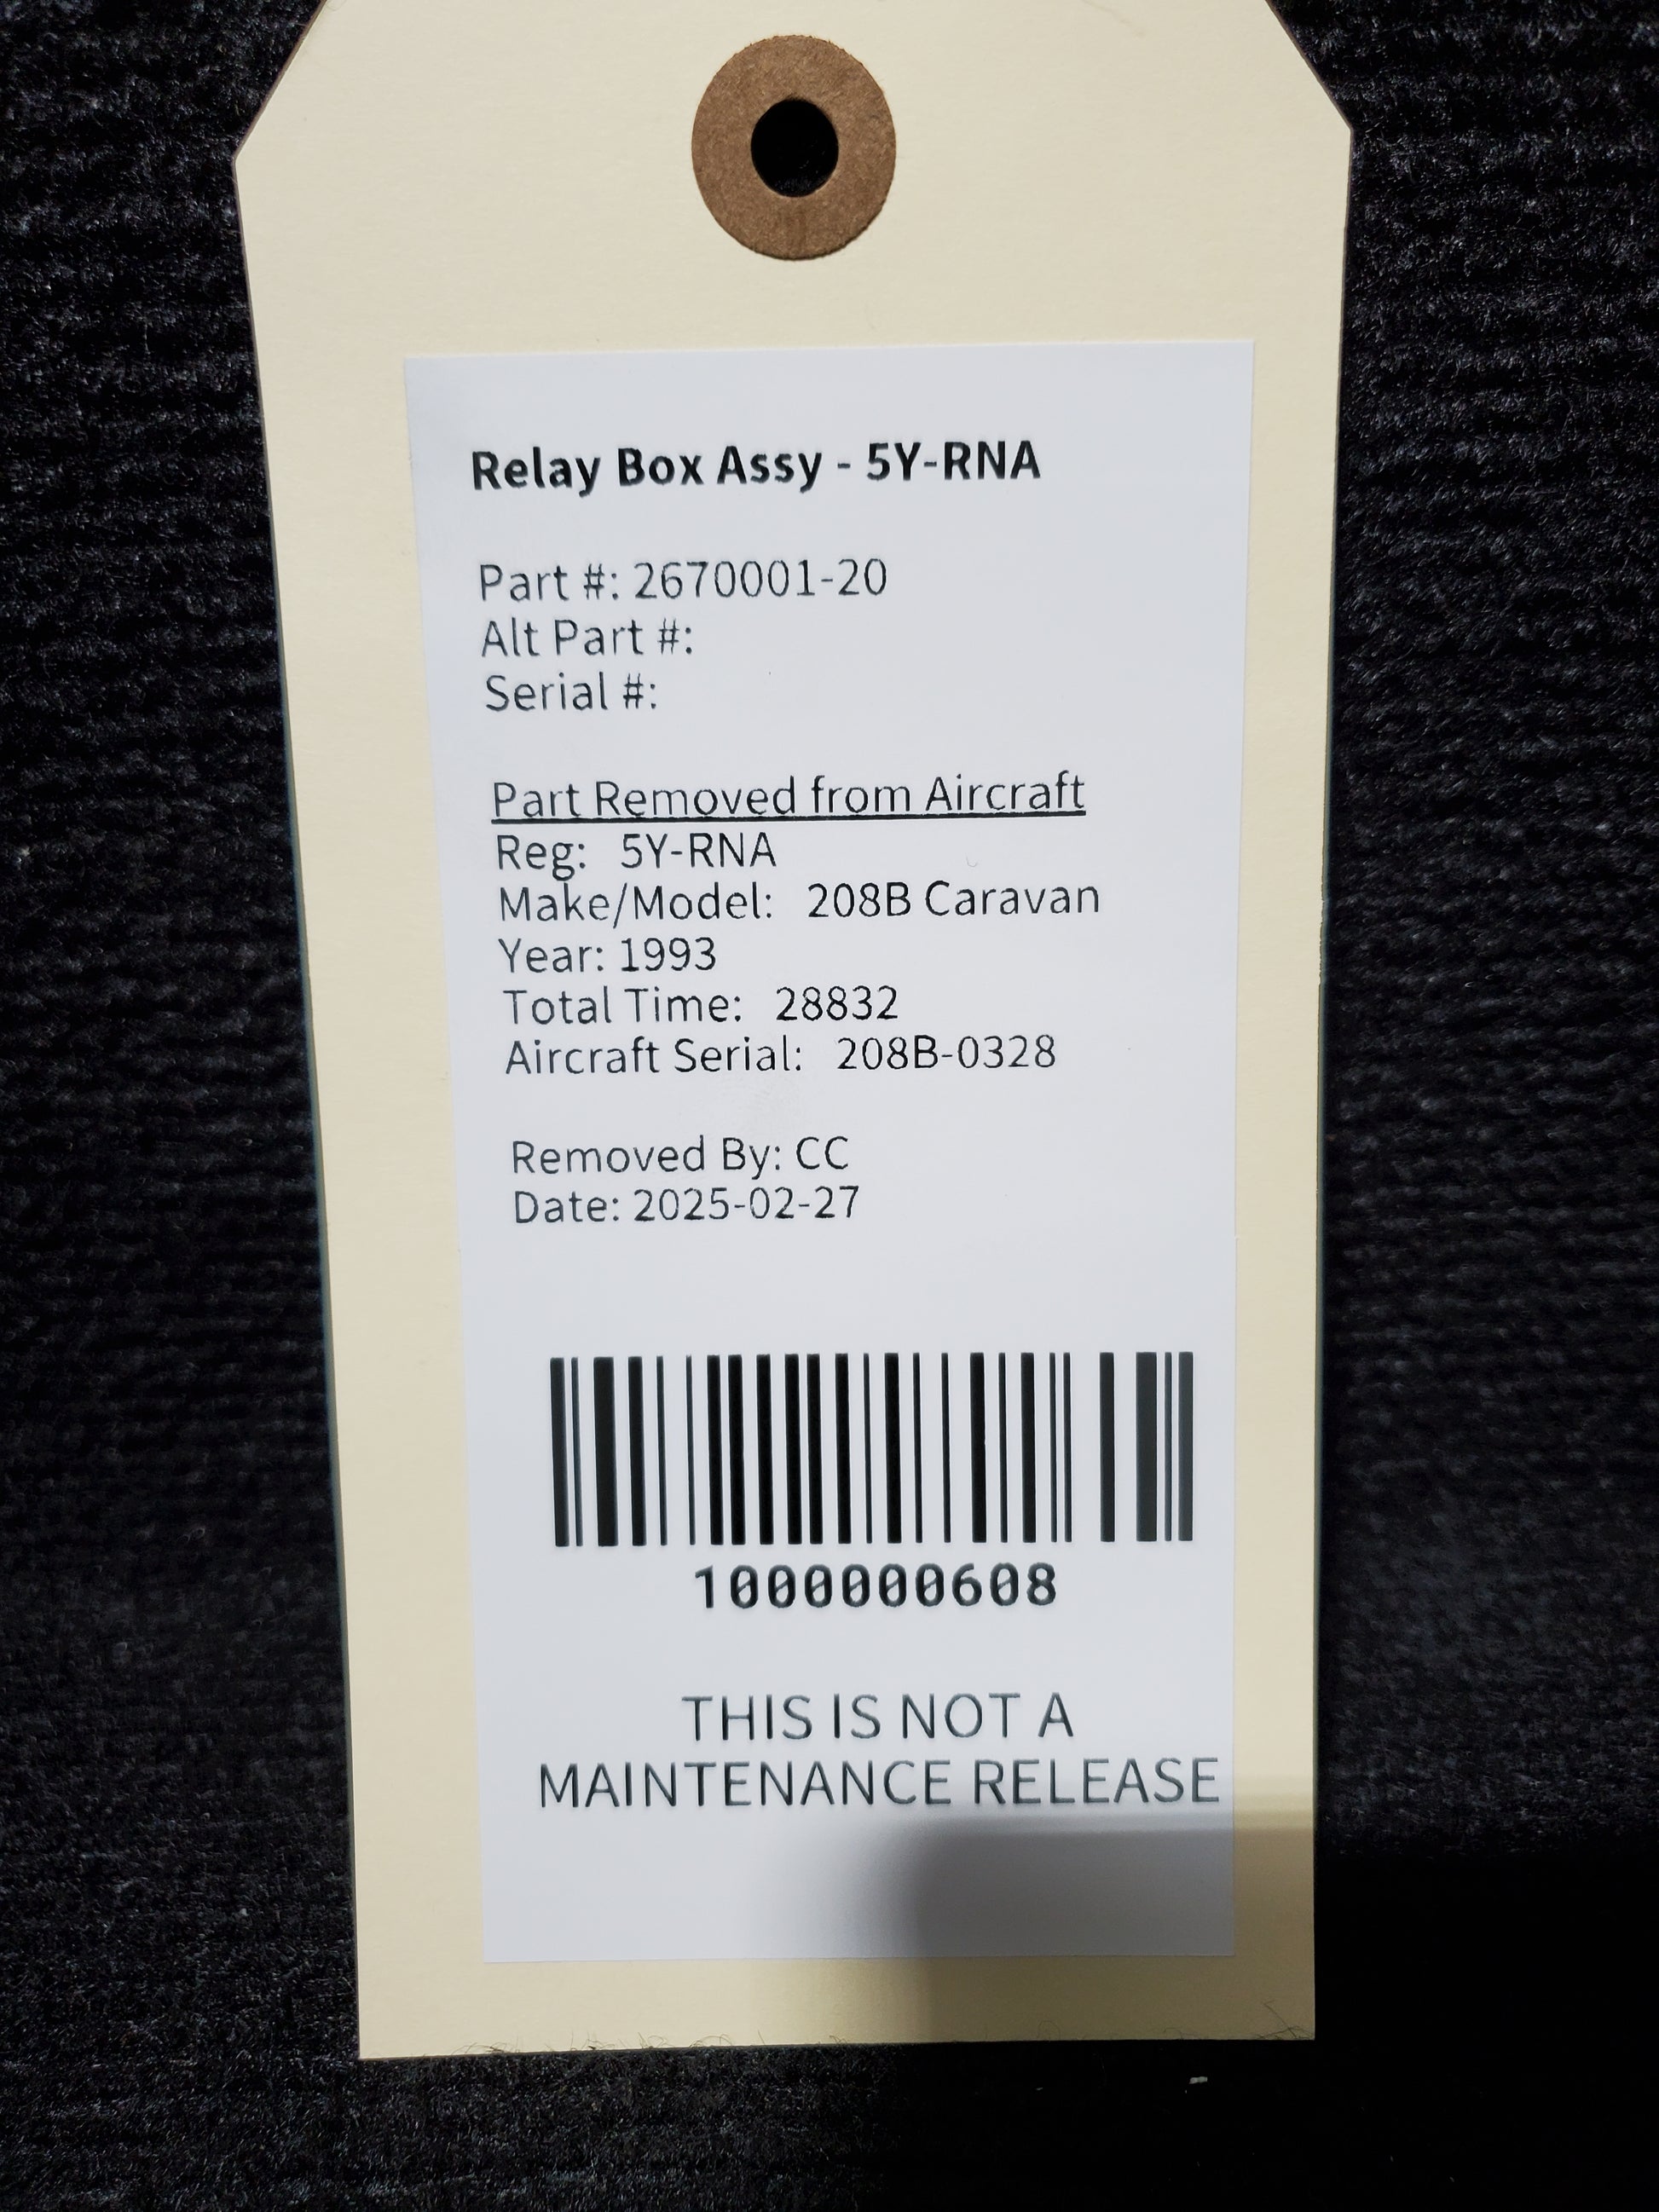 Relay Box Assy - 5Y-RNA
Part #: 2670001-20
Alt Part #:
Serial #:
Part Removed from Aircraft
Reg: 5Y-RNA
Make/Model: 208B Caravan
Year: 1993
Total Time: 28832
Aircraft Serial: 208B-0328
Removed By: CC
Date: 2025-02-27
1000000608
THIS IS NOT A
MAINTENANCE RELEASE